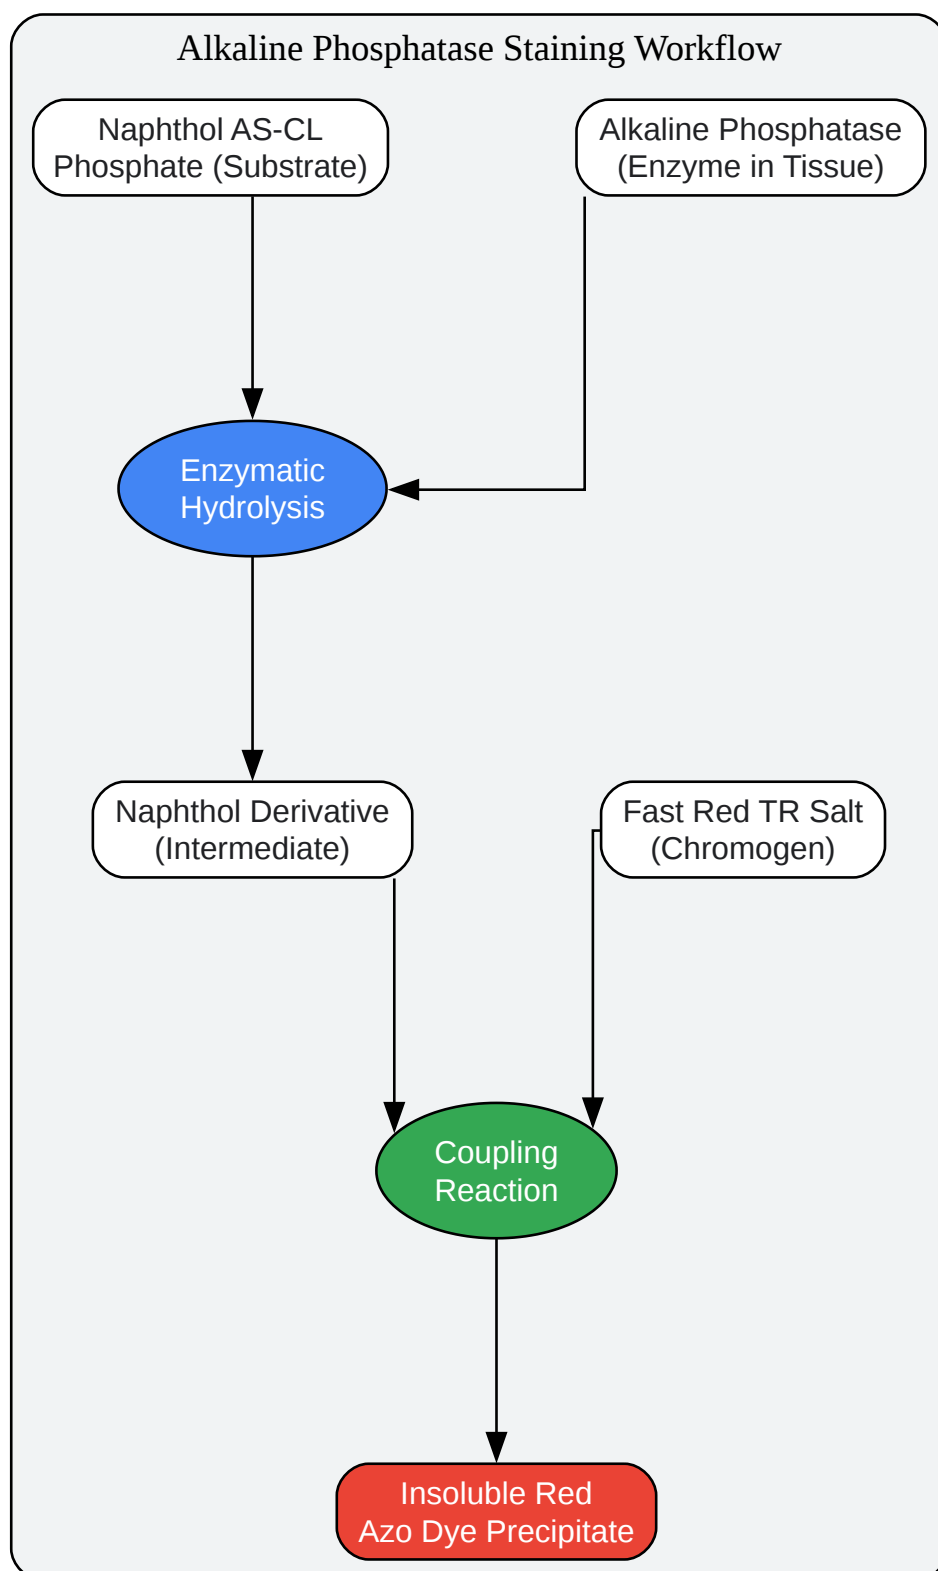 Alkaline Phosphatase Staining Workflow
Naphthol AS-CL
Phosphate (Substrate)
Alkaline Phosphatase
(Enzyme in Tissue)
Enzymatic
Hydrolysis
Naphthol Derivative
(Intermediate)
Fast Red TR Salt
(Chromogen)
Coupling
Reaction
Insoluble Red
Azo Dye Precipitate